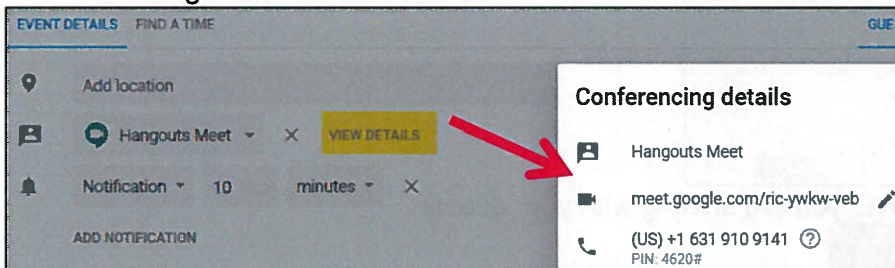 EVENT DETAILS FIND A TIME GUE
Add location
Hangouts Meet × VIEW DETAILS
Notification 10 minutes ×
ADD NOTIFICATION
Conferencing details
Hangouts Meet
meet.google.com/ric-ywkw-veb
(US) +1 631 910 9141 ?
PIN: 4620#